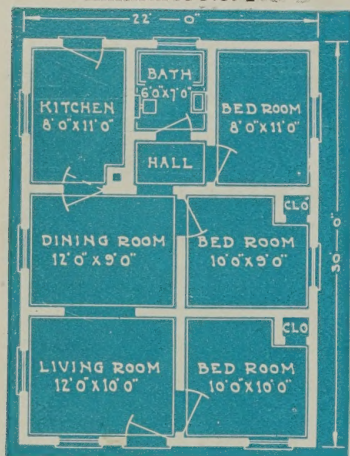 22'-0"
BATH
6'0"X7'0"
KITCHEN
8'0"X11'0"
BED ROOM
8'0"X11'0"
HALL
CLO
DINING ROOM
12'0"X9'0"
BED ROOM
10'0"X9'0"
30'-0"
CLO
LIVING ROOM
12'0"X10'0"
BED ROOM
10'0"X10'0"